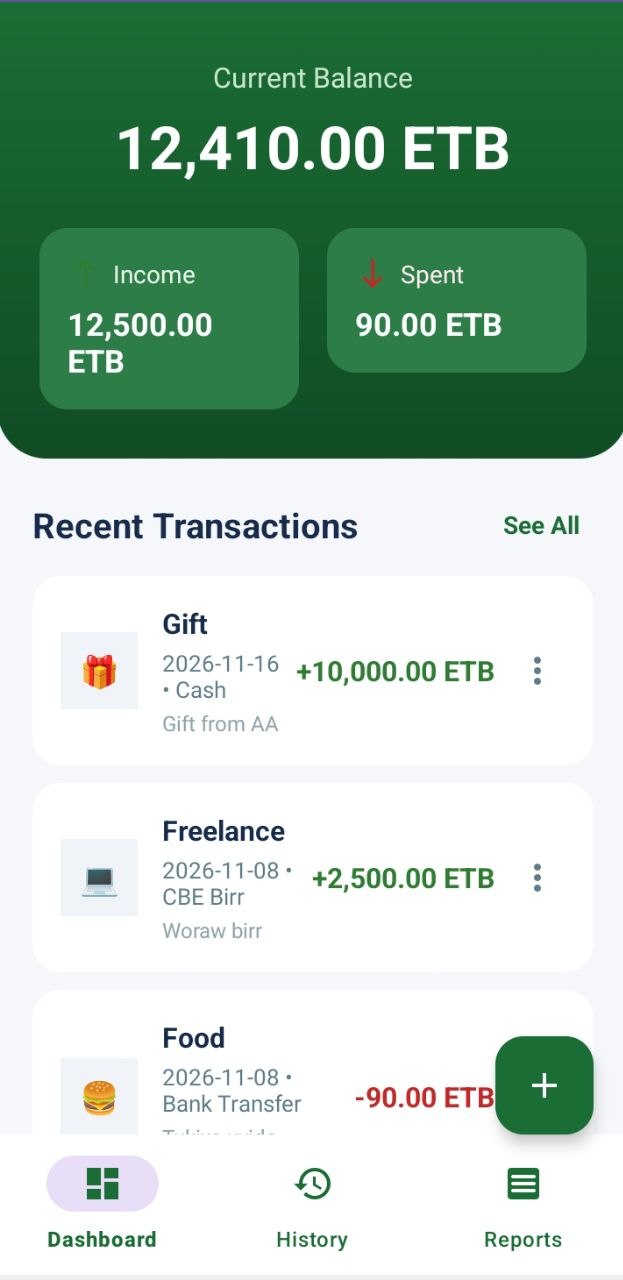 Current Balance
12,410.00 ETB
Income
12,500.00
ETB
Spent
90.00 ETB
Recent Transactions
See All
Gift
2026-11-16
• Cash
Gift from AA
+10,000.00 ETB
Freelance
2026-11-08 •
CBE Birr
Woraw birr
+2,500.00 ETB
Food
2026-11-08 •
Bank Transfer
-90.00 ETB
Dashboard
History
Reports